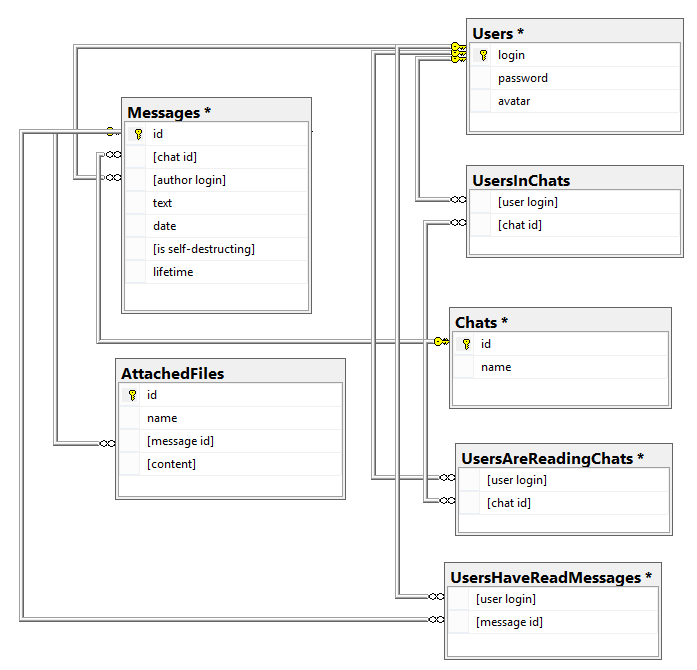 Users *
login
password
avatar
Messages *
id
[chat id]
[author login]
text
date
[is self-destructing]
lifetime
UsersInChats
[user login]
[chat id]
Chats *
id
name
AttachedFiles
id
name
[message id]
[content]
UsersAreReadingChats *
[user login]
[chat id]
UsersHaveReadMessages *
[user login]
[message id]